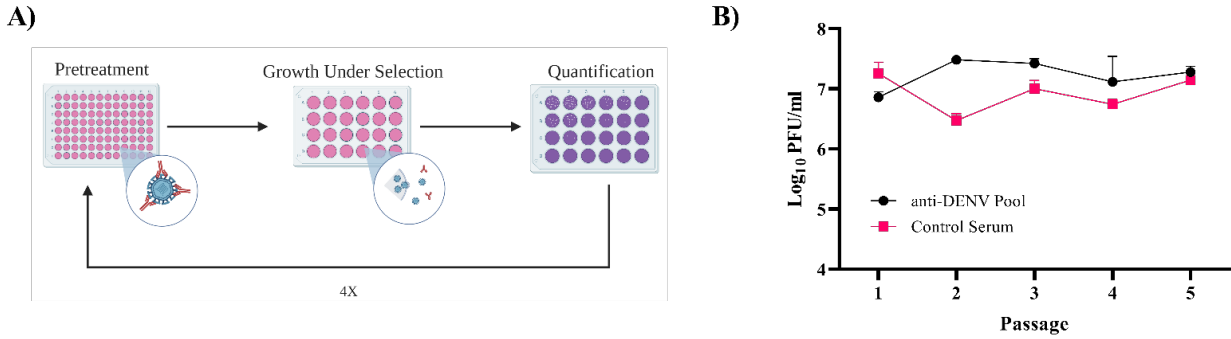 A)
Pretreatment
Growth Under Selection
Quantification
4X
B)
Log₁₀ PFU/ml
8
7
6
5
4
anti-DENV Pool
Control Serum
1 2 3 4 5
Passage